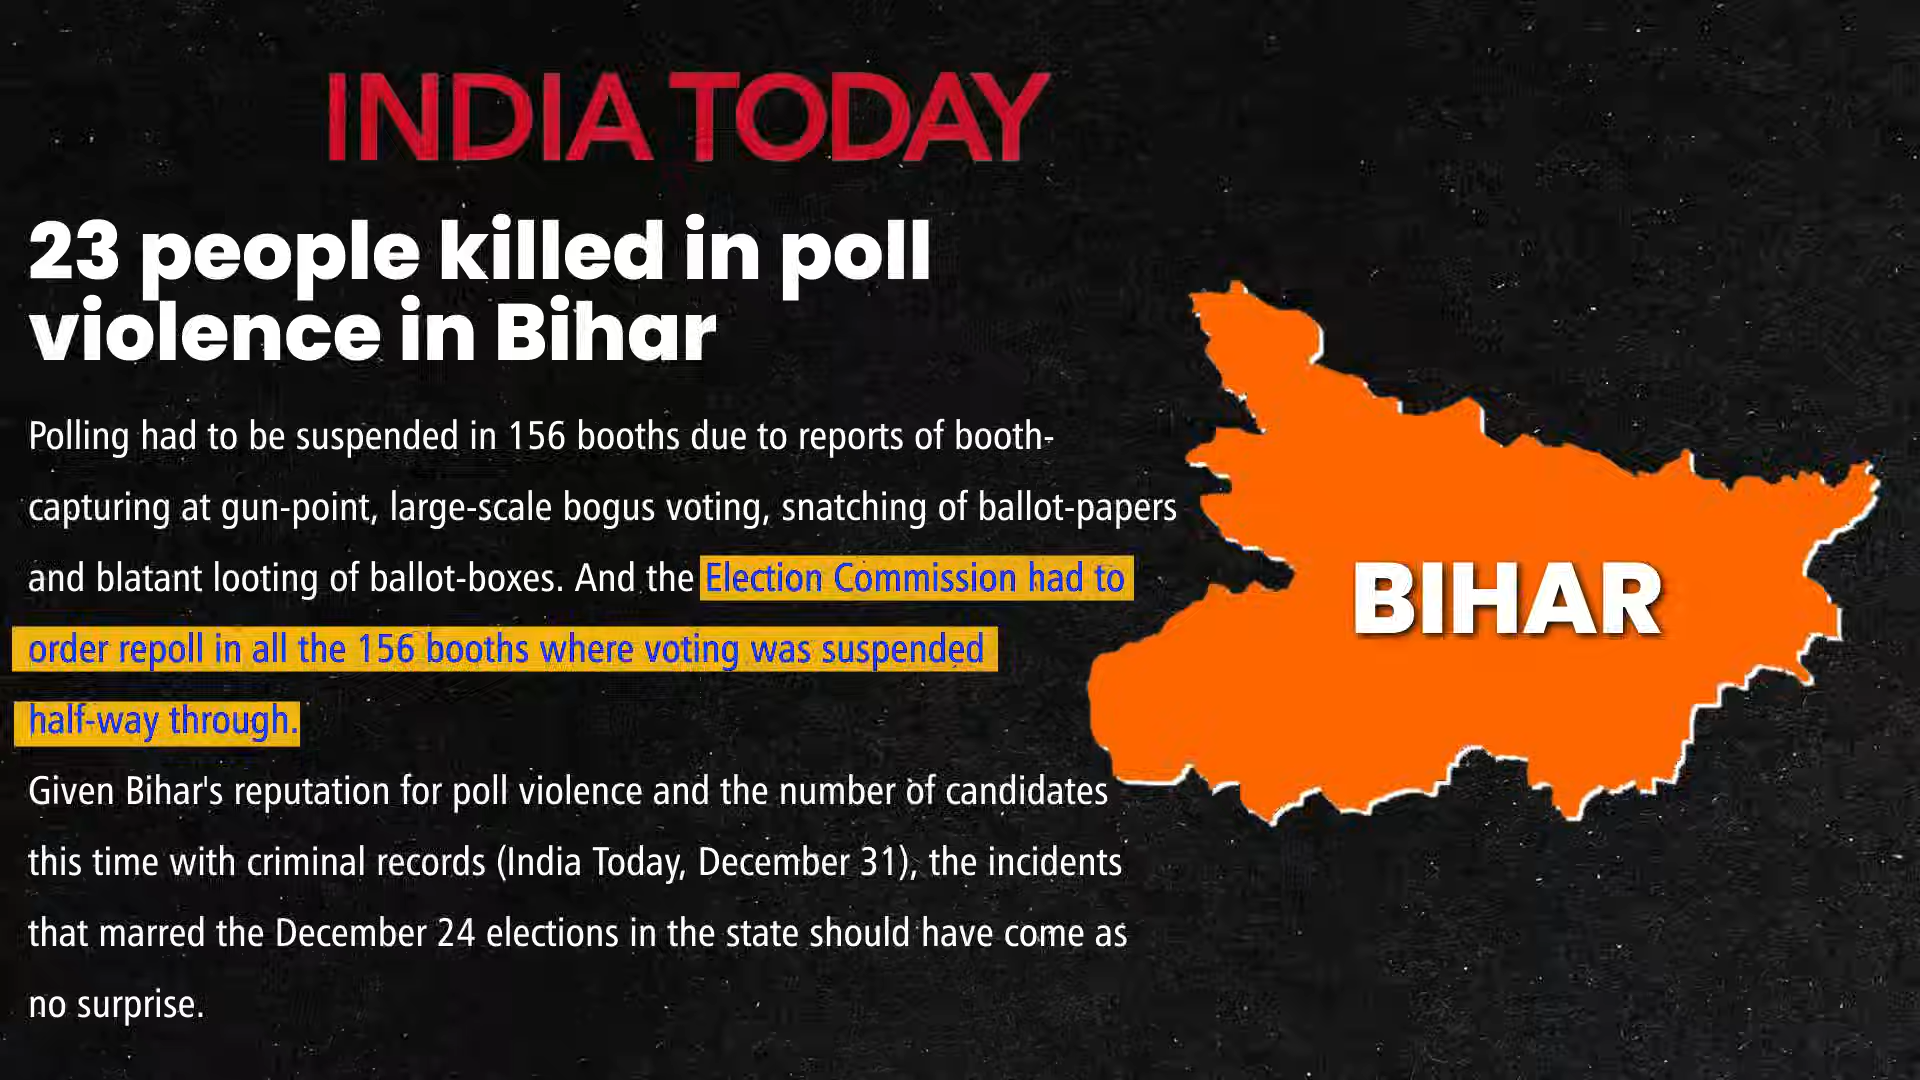 INDIA TODAY
23 people killed in poll
violence in Bihar
Polling had to be suspended in 156 booths due to reports of booth-
capturing at gun-point, large-scale bogus voting, snatching of ballot-papers
and blatant looting of ballot-boxes. And the Election Commission had to
order repoll in all the 156 booths where voting was suspended
half-way through.
Given Bihar's reputation for poll violence and the number of candidates
this time with criminal records (India Today, December 31), the incidents
that marred the December 24 elections in the state should have come as
no surprise.
BIHAR